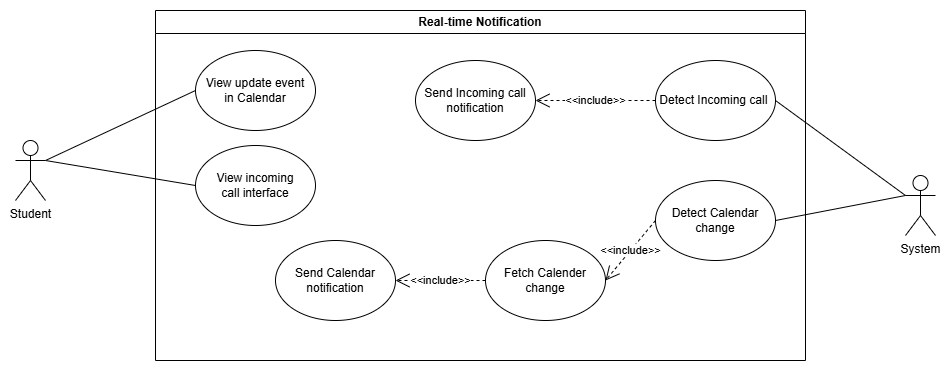 Real-time Notification
View update event
in Calendar
Send Incoming call
notification
<<include>>
Detect Incoming call
View incoming
call interface
Student
Detect Calendar
change
System
<<include>>
Send Calendar
notification
<<include>>
Fetch Calender
change